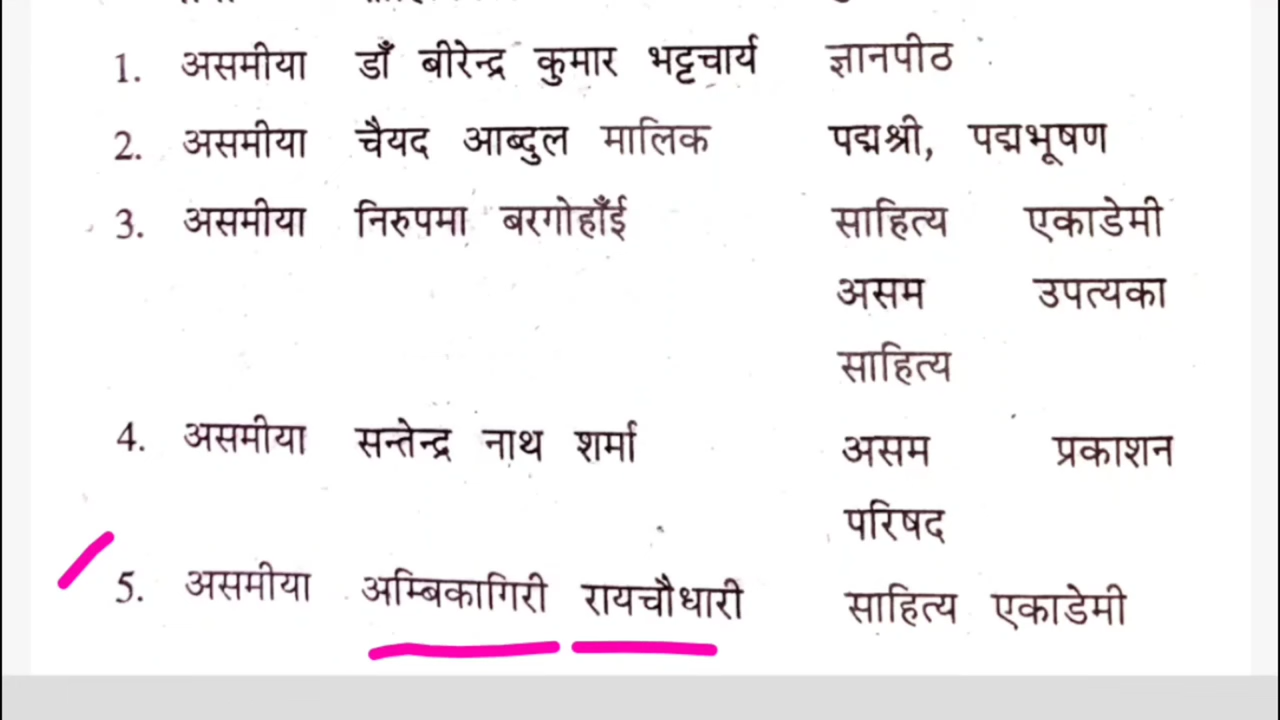 1. असमीया डाँ बीरेन्द्र कुमार भट्टचार्य ज्ञानपीठ
2. असमीया चैयद आब्दुल मालिक पद्मश्री, पद्मभूषण
3. असमीया निरुपमा बरगोहाँई साहित्य एकाडेमी
असम उपत्यका
साहित्य
4. असमीया सन्तेन्द्र नाथ शर्मा असम प्रकाशन
परिषद
5. असमीया अम्बिकागिरी रायचौधारी साहित्य एकाडेमी